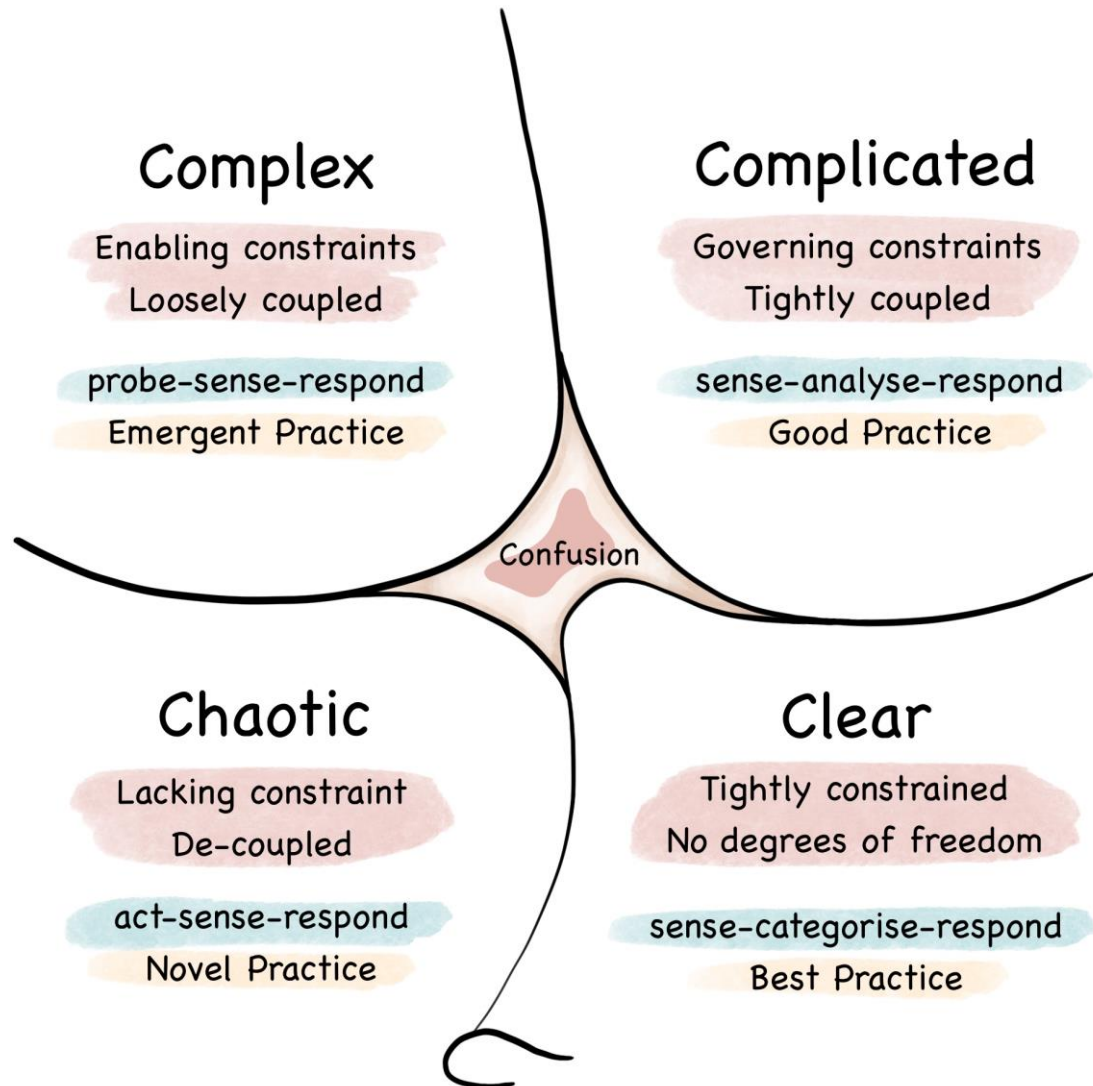 Complex
Enabling constraints
Loosely coupled
probe-sense-respond
Emergent Practice
Complicated
Governing constraints
Tightly coupled
sense-analyse-respond
Good Practice
Confusion
Chaotic
Lacking constraint
De-coupled
act-sense-respond
Novel Practice
Clear
Tightly constrained
No degrees of freedom
sense-categorise-respond
Best Practice